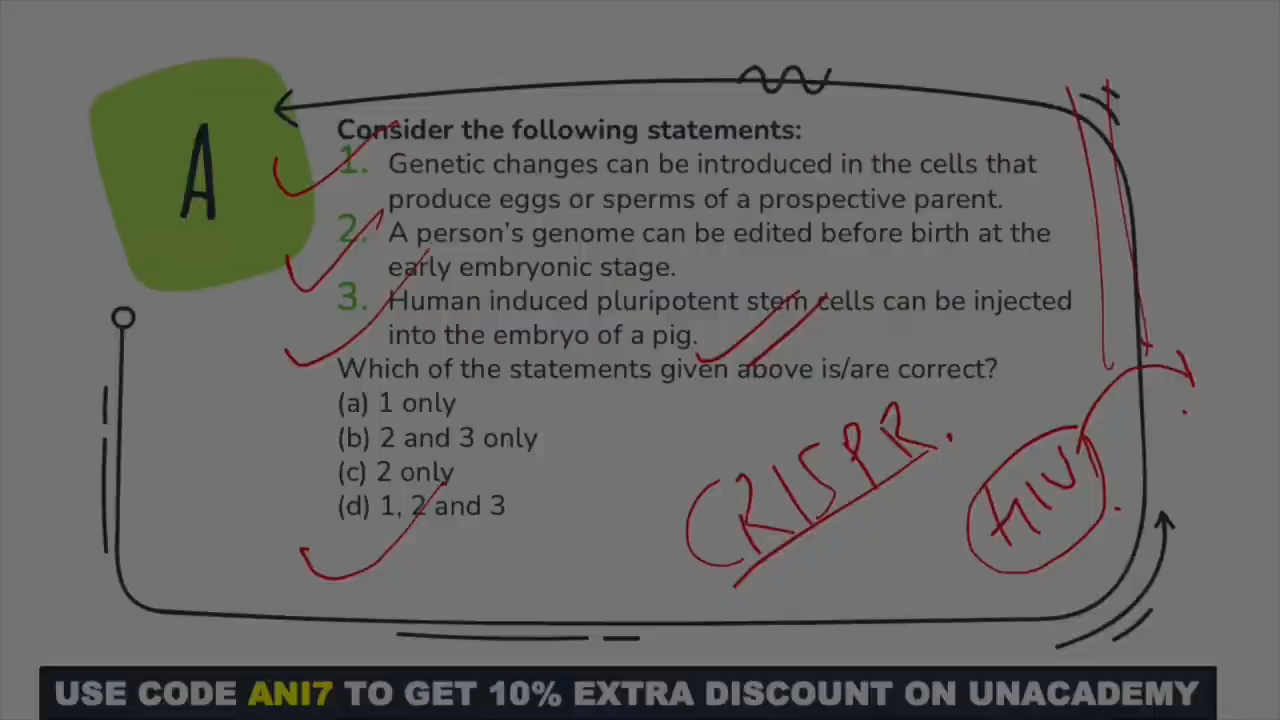 A
Consider the following statements:
1. Genetic changes can be introduced in the cells that
produce eggs or sperms of a prospective parent.
2. A person's genome can be edited before birth at the
early embryonic stage.
3. Human induced pluripotent stem cells can be injected
into the embryo of a pig.
Which of the statements given above is/are correct?
(a) 1 only
(b) 2 and 3 only
(c) 2 only
(d) 1, 2 and 3
CRISPR.
HIV
USE CODE ANI7 TO GET 10% EXTRA DISCOUNT ON UNACADEMY